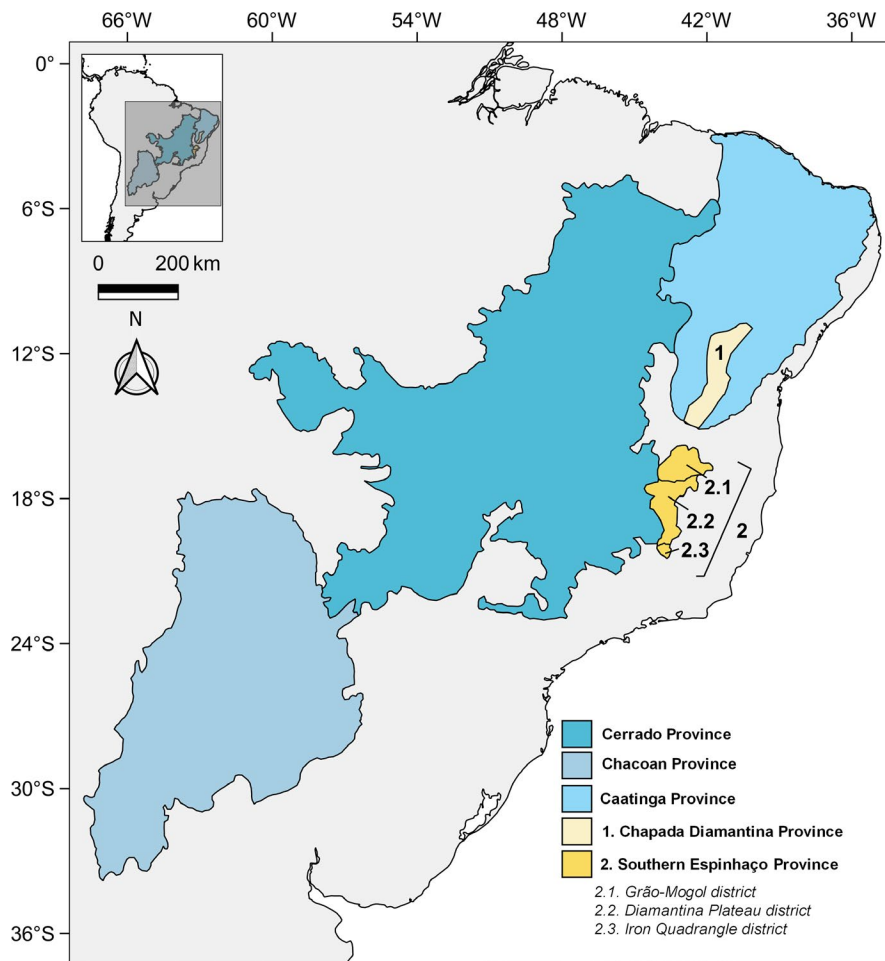 66°W 60°W 54°W 48°W 42°W 36°W
0°
6°S
12°S
18°S
24°S
30°S
36°S
0 200 km
N
1
2.1
2.2
2
2.3
Cerrado Province
Chacoan Province
Caatinga Province
1. Chapada Diamantina Province
2. Southern Espinhaço Province
2.1. Grão-Mogol district
2.2. Diamantina Plateau district
2.3. Iron Quadrangle district